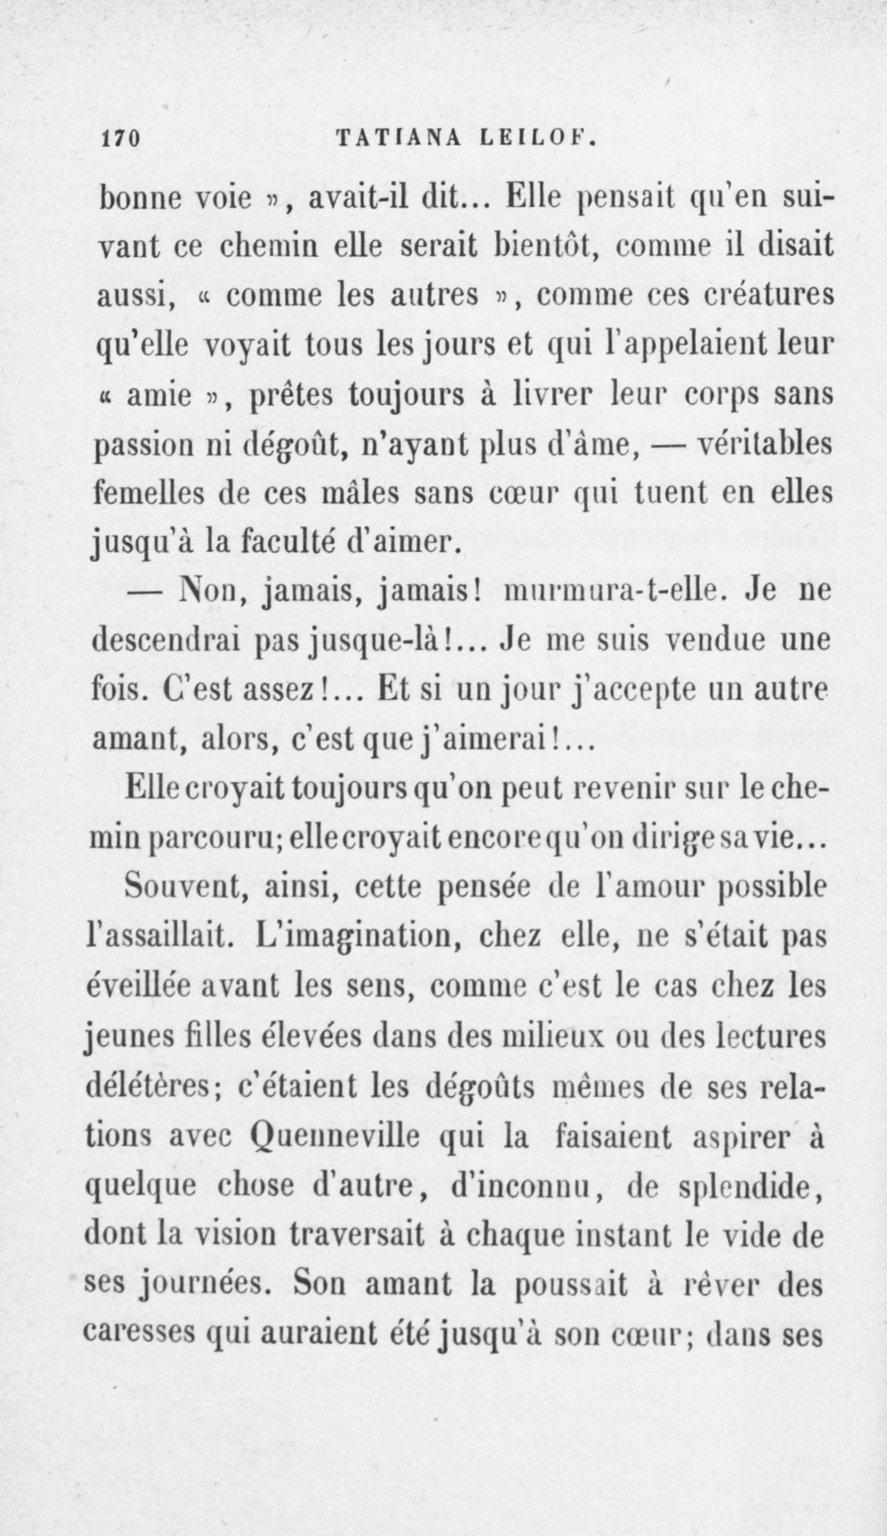 170 TATIANA LEILOF.
bonne voie », avait-il dit... Elle pensait qu'en sui-
vant ce chemin elle serait bientôt, comme il disait
aussi, « comme les autres », comme ces créatures
qu'elle voyait tous les jours et qui l'appelaient leur
« amie », prêtes toujours à livrer leur corps sans
passion ni dégoût, n'ayant plus d'âme, — véritables
femelles de ces mâles sans cœur qui tuent en elles
jusqu'à la faculté d'aimer.
— Non, jamais, jamais! murmura-t-elle. Je ne
descendrai pas jusque-là!... Je me suis vendue une
fois. C'est assez!... Et si un jour j'accepte un autre
amant, alors, c'est que j'aimerai!...
Elle croyait toujours qu'on peut revenir sur le che-
min parcouru; elle croyait encore qu'on dirige sa vie...
Souvent, ainsi, cette pensée de l'amour possible
l'assaillait. L'imagination, chez elle, ne s'était pas
éveillée avant les sens, comme c'est le cas chez les
jeunes filles élevées dans des milieux ou des lectures
délétères; c'étaient les dégoûts mêmes de ses rela-
tions avec Quenneville qui la faisaient aspirer à
quelque chose d'autre, d'inconnu, de splendide,
dont la vision traversait à chaque instant le vide de
ses journées. Son amant la poussait à rêver des
caresses qui auraient été jusqu'à son cœur; dans ses